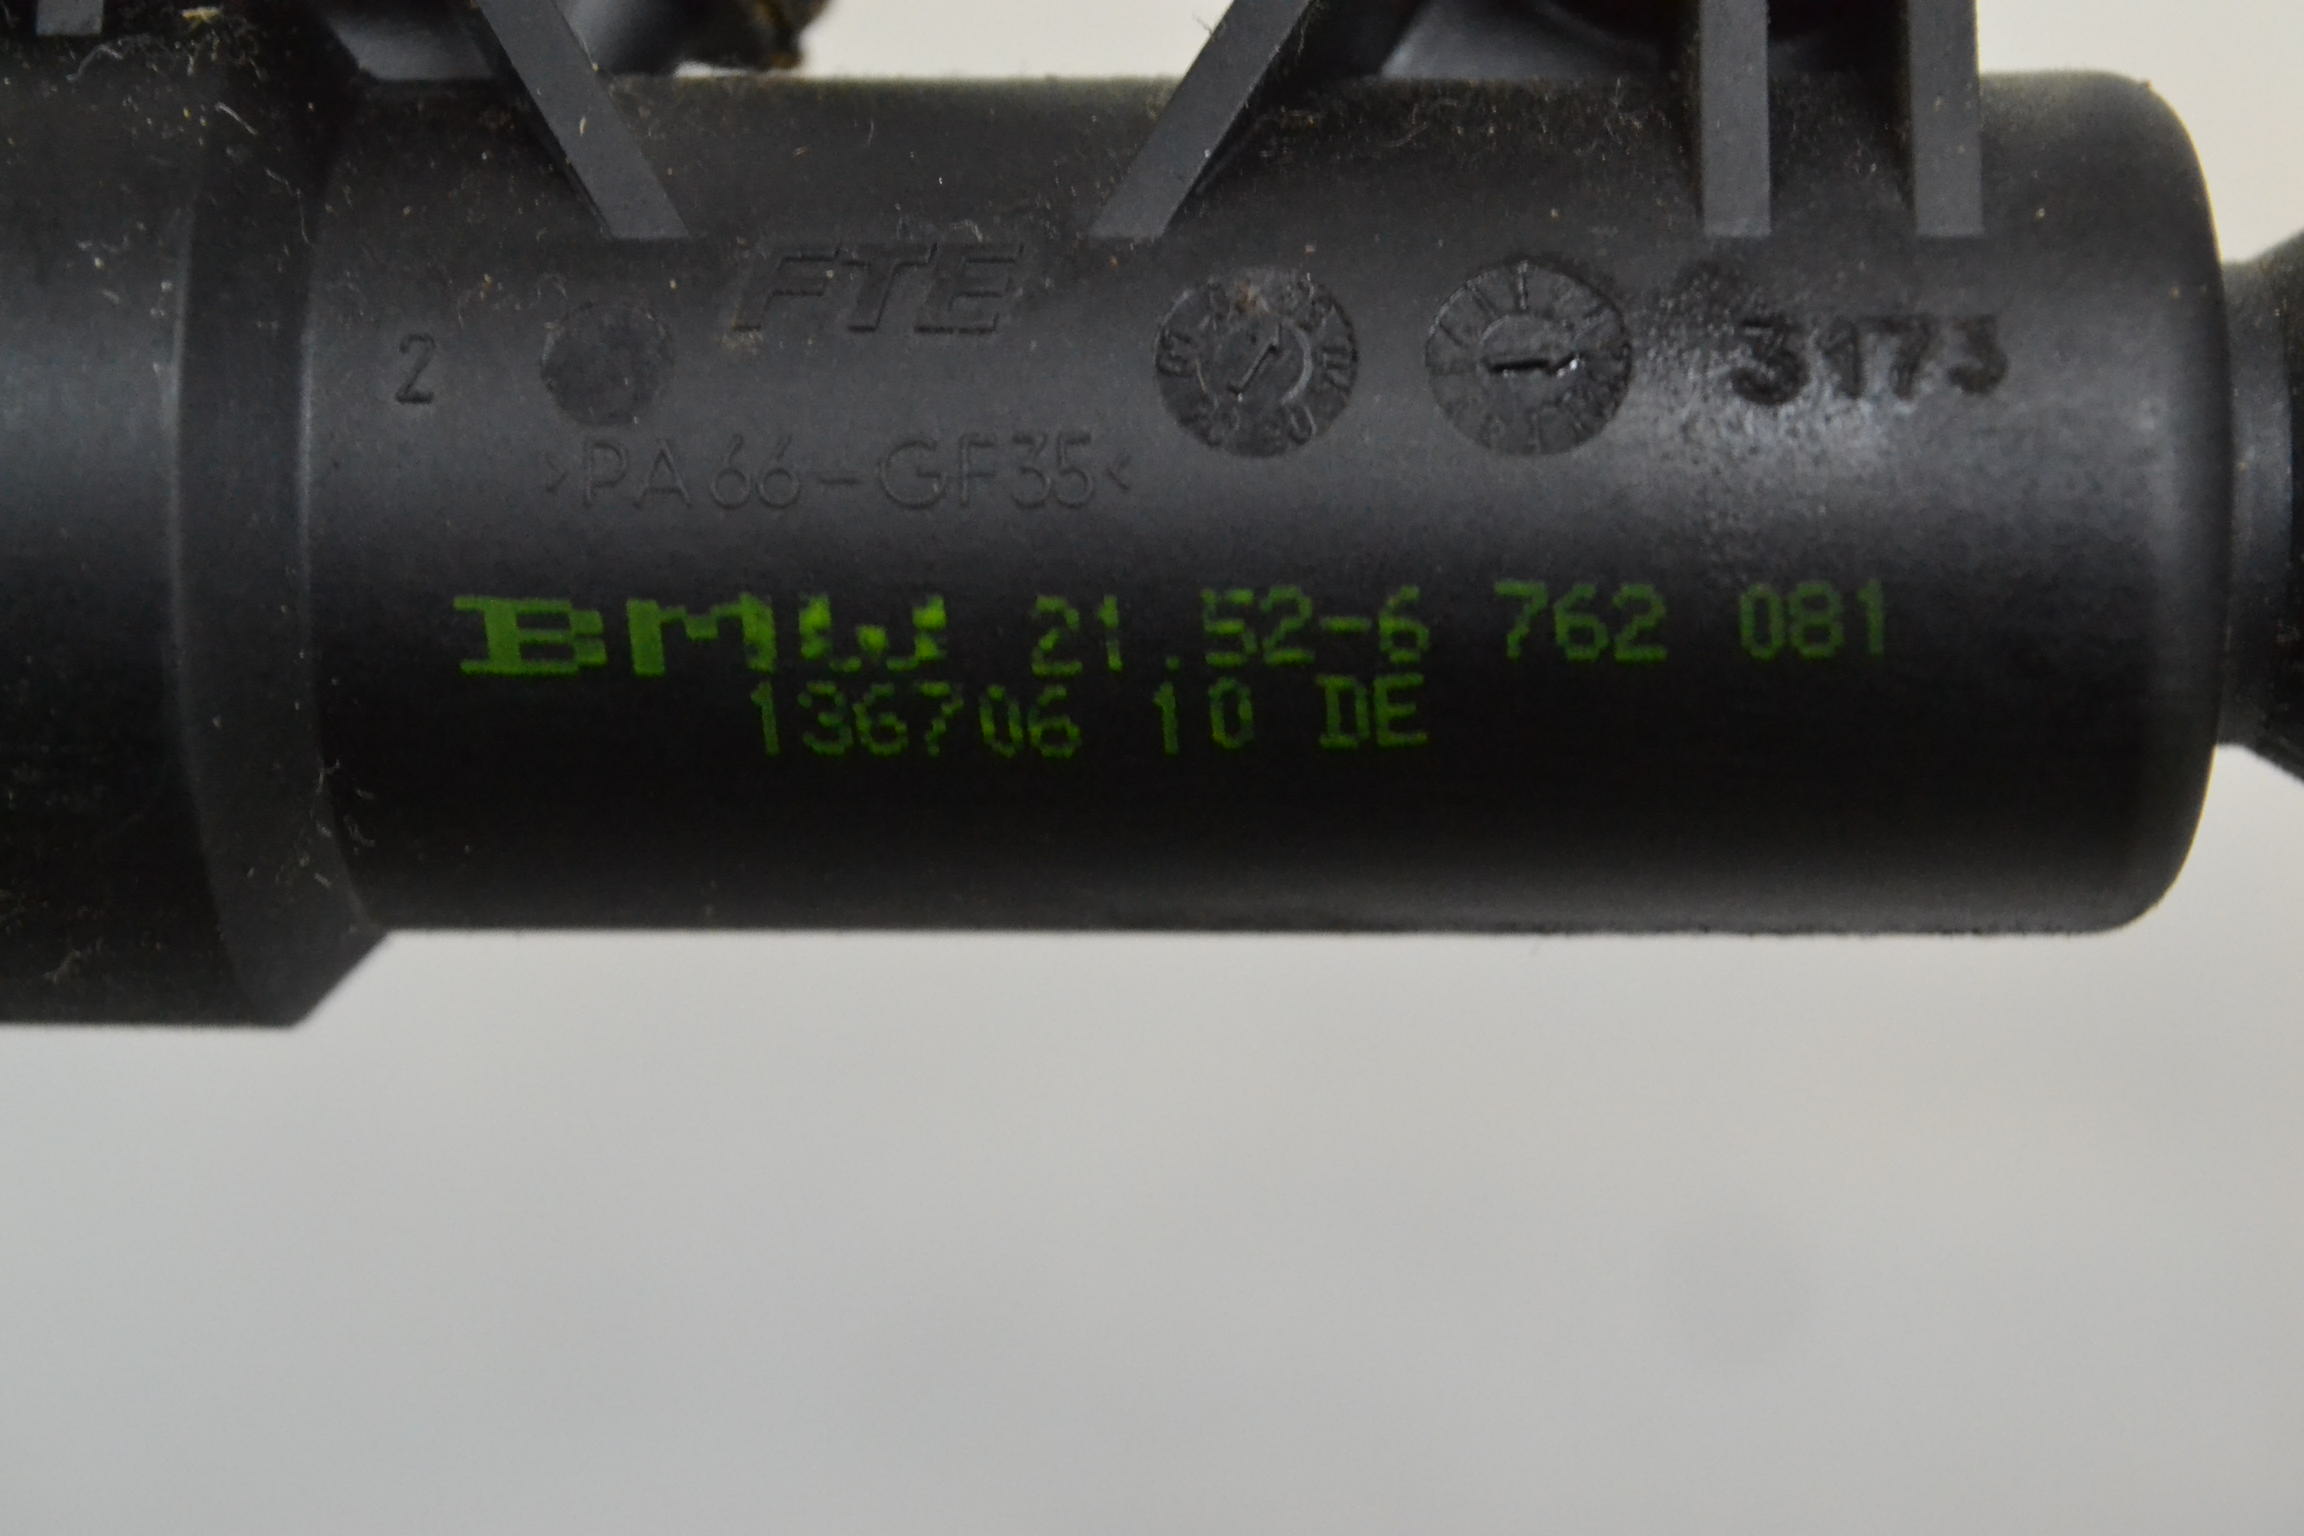 FTE
2
3173
>PA66-GF35<
BMW 21.52-6 762 081
136706 10 DE